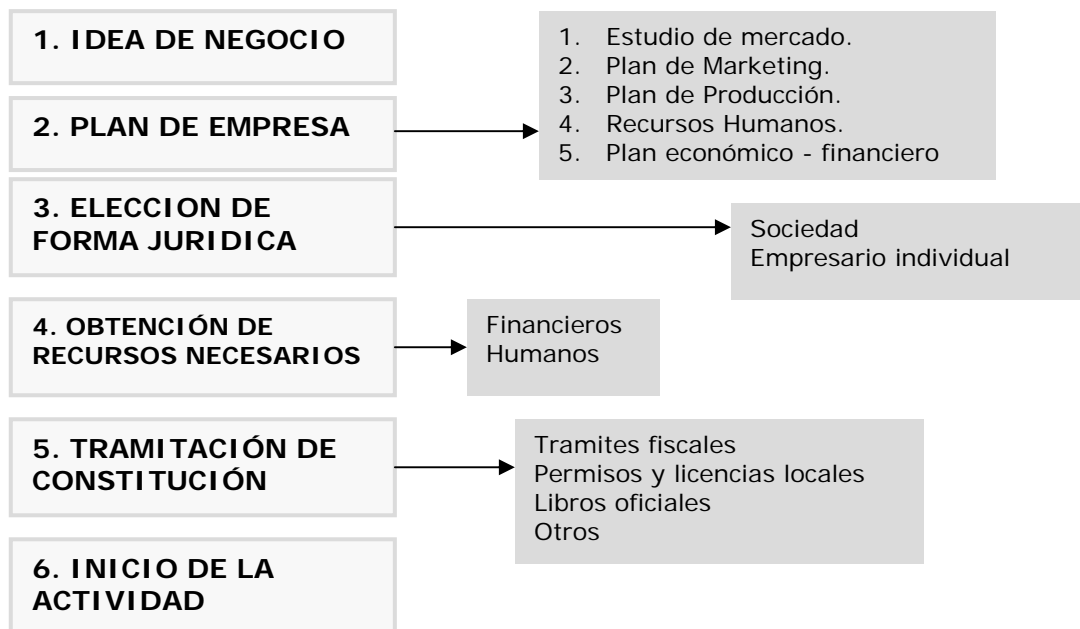 1. IDEA DE NEGOCIO
2. PLAN DE EMPRESA
1. Estudio de mercado.
2. Plan de Marketing.
3. Plan de Producción.
4. Recursos Humanos.
5. Plan económico - financiero
3. ELECCION DE
FORMA JURIDICA
Sociedad
Empresario individual
4. OBTENCIÓN DE
RECURSOS NECESARIOS
Financieros
Humanos
5. TRAMITACIÓN DE
CONSTITUCIÓN
Tramites fiscales
Permisos y licencias locales
Libros oficiales
Otros
6. INICIO DE LA
ACTIVIDAD